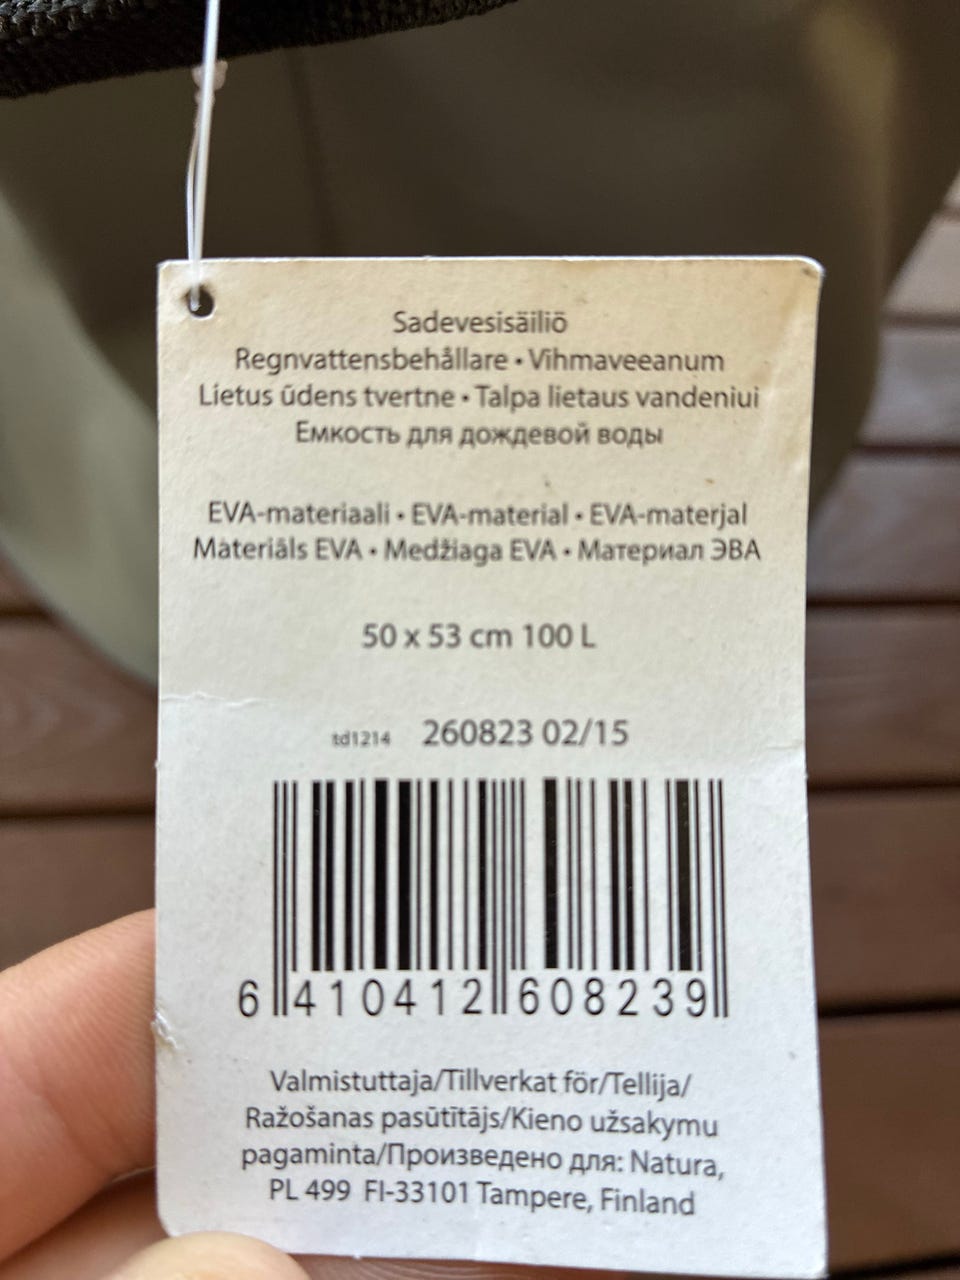 Sadevesisäiliö
Regnvattensbehållare • Vihmaveeanum
Lietus ūdens tvertne • Talpa lietaus vandeniui
Емкость для дождевой воды
EVA-materiaali • EVA-material • EVA-materjal
Materiāls EVA • Medžiaga EVA • Материал ЭВА
50 x 53 cm 100 L
td1214 260823 02/15
6 410412 608239
Valmistuttaja/Tillverkat för/Tellija/
Ražošanas pasūtītājs/Kieno užsakymu
pagaminta/Произведено для: Natura,
PL 499 FI-33101 Tampere, Finland